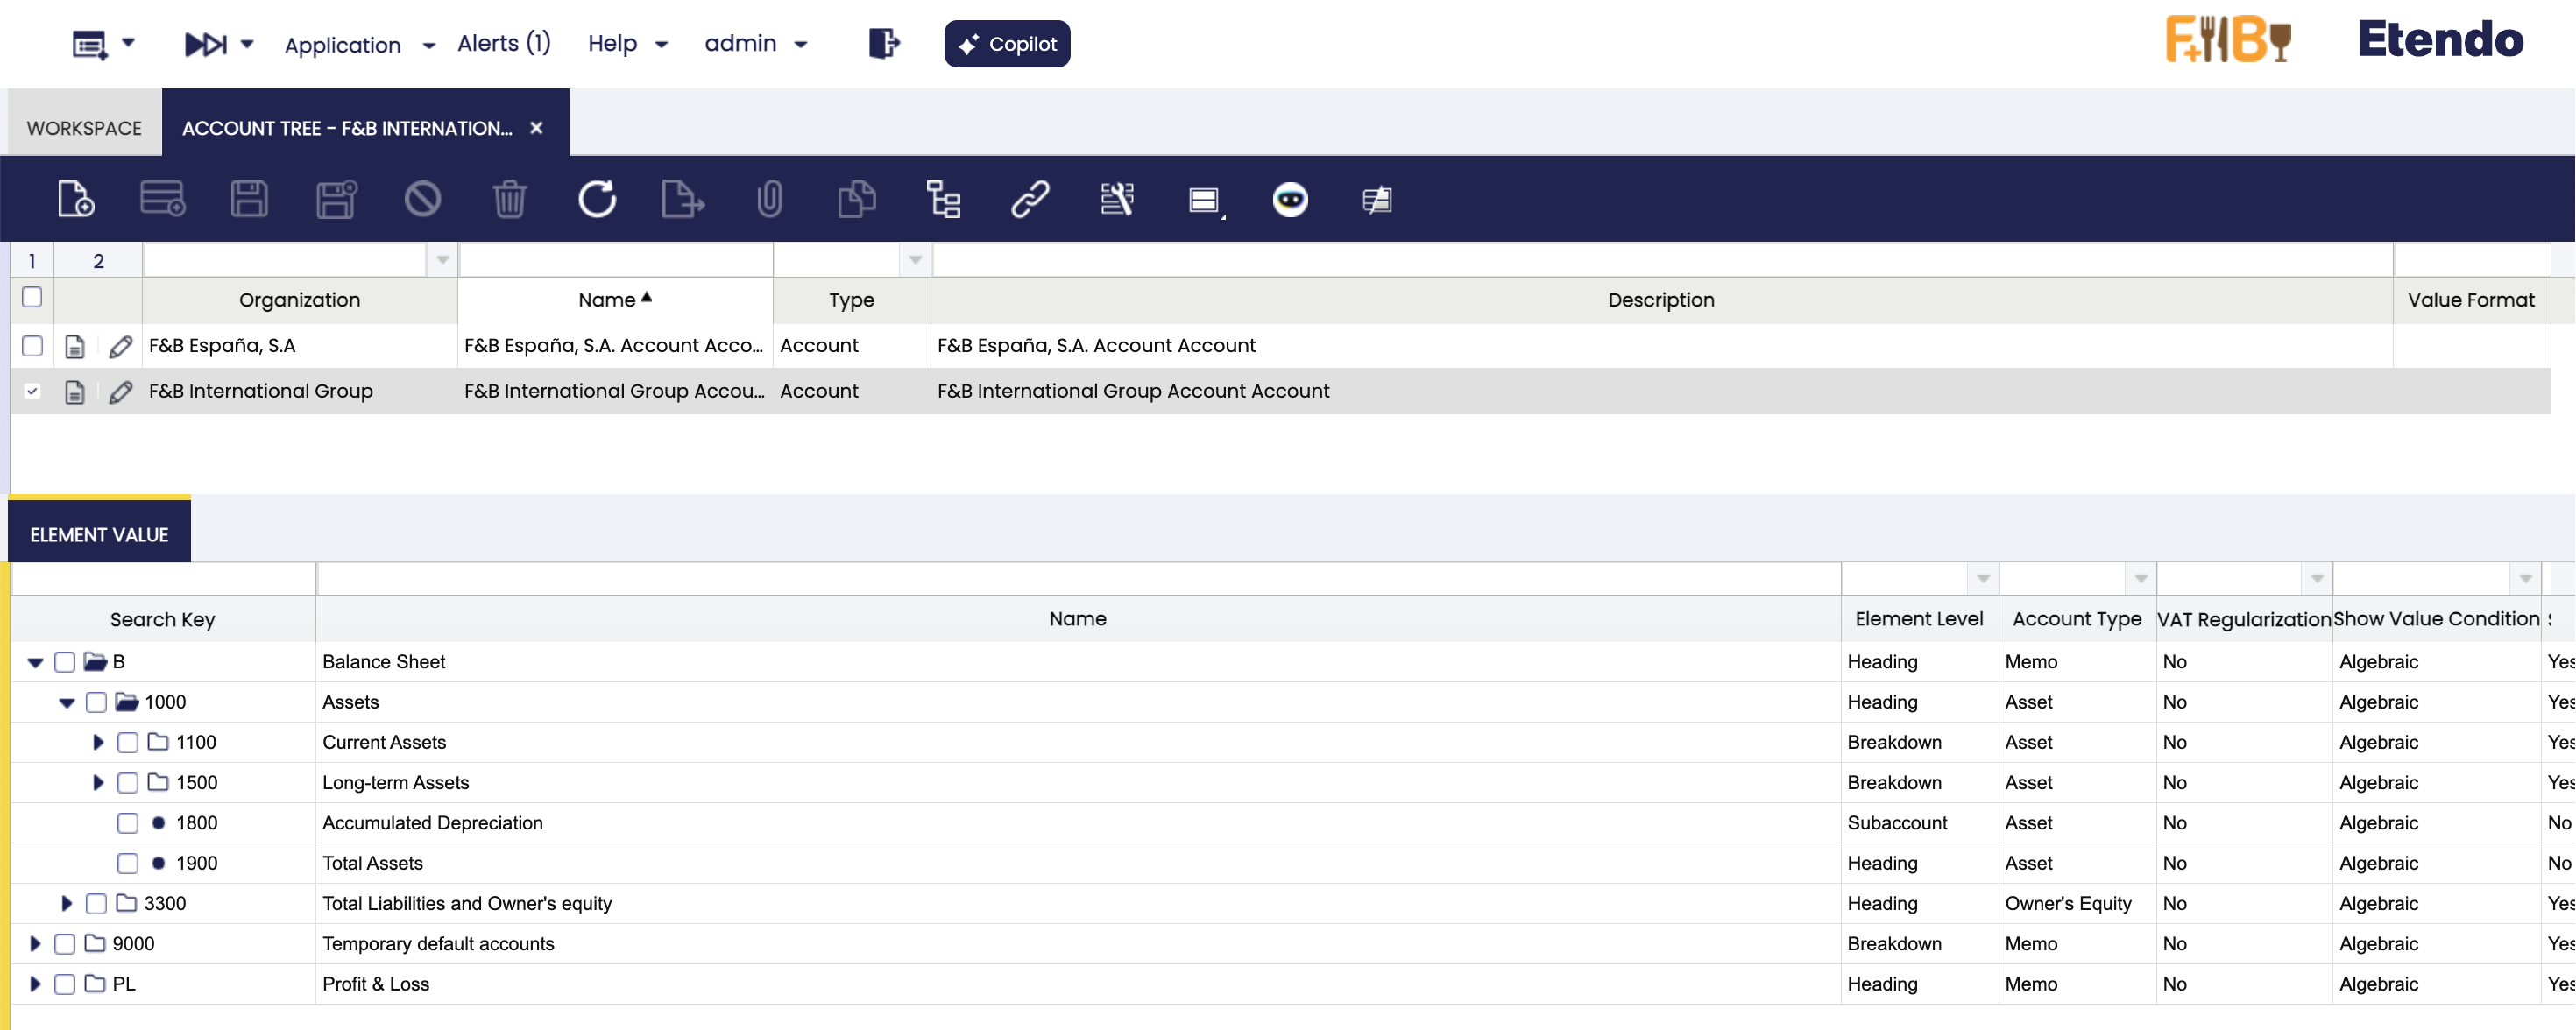 Application Alerts (1) Help admin Copilot F+B Etendo
WORKSPACE ACCOUNT TREE - F&B INTERNATION... ×
1 2
Organization Name Type Description Value Format
F&B España, S.A F&B España, S.A. Account Acco... Account F&B España, S.A. Account Account
F&B International Group F&B International Group Accou... Account F&B International Group Account Account
ELEMENT VALUE
Search Key Name Element Level Account Type VAT Regularization Show Value Condition
B Balance Sheet Heading Memo No Algebraic Yes
1000 Assets Heading Asset No Algebraic Yes
1100 Current Assets Breakdown Asset No Algebraic Yes
1500 Long-term Assets Breakdown Asset No Algebraic Yes
1800 Accumulated Depreciation Subaccount Asset No Algebraic No
1900 Total Assets Heading Asset No Algebraic No
3300 Total Liabilities and Owner's equity Heading Owner's Equity No Algebraic Yes
9000 Temporary default accounts Breakdown Memo No Algebraic Yes
PL Profit & Loss Heading Memo No Algebraic Yes